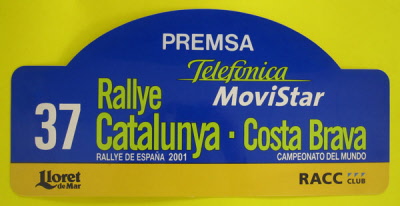 PREMSA
Telefónica
MoviStar
37
Rallye
Catalunya · Costa Brava
RALLYE DE ESPAÑA 2001 CAMPEONATO DEL MUNDO
Lloret
de Mar
RACC CLUB